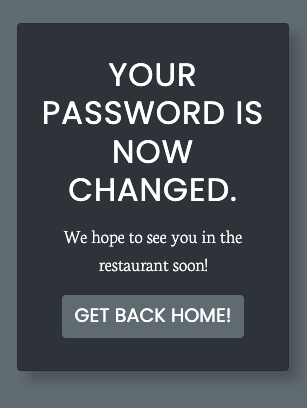 YOUR
PASSWORD IS
NOW
CHANGED.
We hope to see you in the
restaurant soon!
GET BACK HOME!